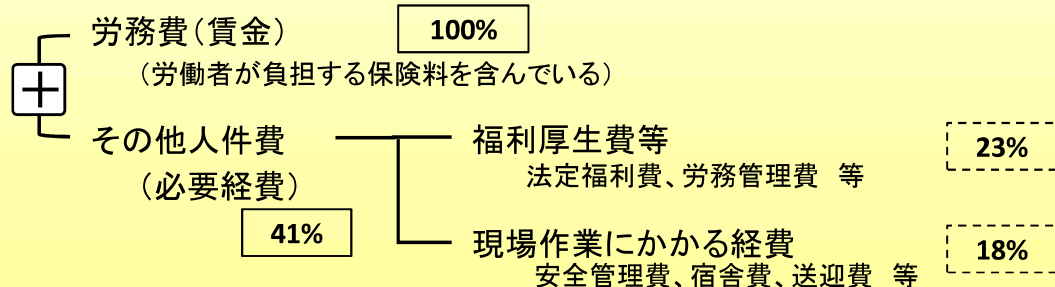 労務費(賃金) 100%
(労働者が負担する保険料を含んでいる)
+
その他人件費 福利厚生費等 23%
(必要経費) 法定福利費、労務管理費 等
41%
現場作業にかかる経費 18%
安全管理費、宿舎費、送迎費 等